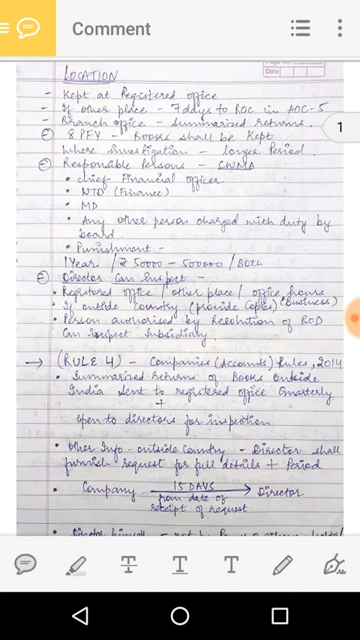 Comment
Date
LOCATION
- Kept at Registered office
- If other place - 7 days to ROC in AOC-5
- Branch office - Summarized returns.
1
8 PFY - Books shall be Kept
Where investigation - longer Period.
Responsible Persons - CWMA
• Chief Financial officer
• WTD (Finance)
• MD
• Any other person charged with duty by
board
• Punishment -
1 Year / ₹ 50000 - 500000 / Both
Director Can inspect -
• Registered office / other place / office hours
(Business)
• If outside country (provide Copies)
• Person authorised by Resolution of BOD
Can inspect Subsidiary.
→ (RULE 4) - Companies (Accounts) Rules, 2014
• Summarized returns of Books outside
India sent to registered office Quarterly
+
open to directors for inspection
• Other Info - outside Country - Director shall
furnish request for full details + Period
• Company 15 DAYS → Director
from date of
receipt of request
T T T